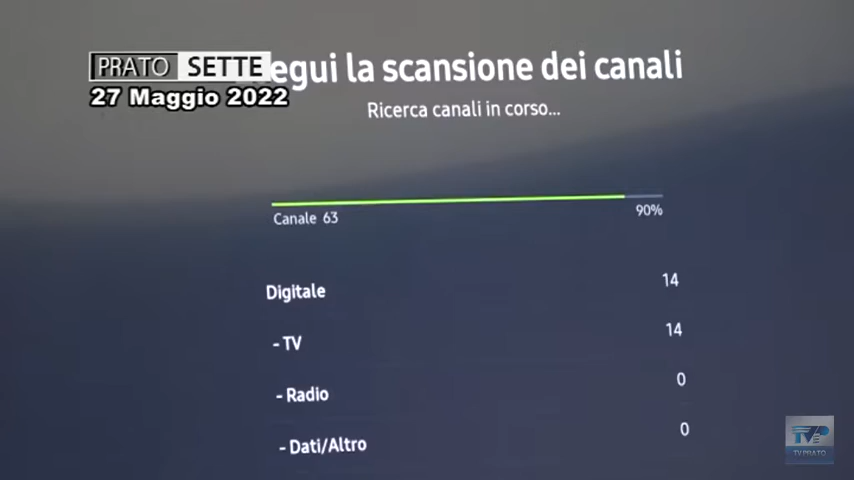 PRATO SETTE
27 Maggio 2022
egui la scansione dei canali
Ricerca canali in corso...
Canale 63
90%
Digitale 14
- TV 14
- Radio 0
- Dati/Altro 0
TVP
TV PRATO